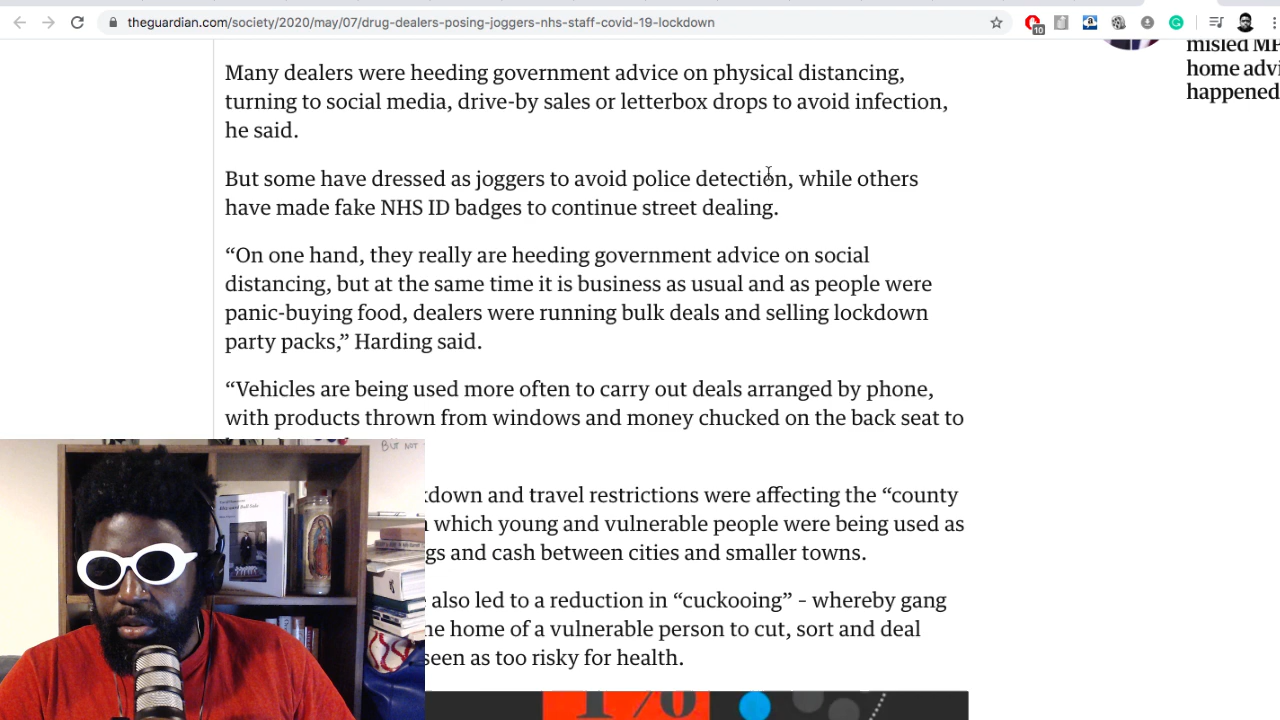 theguardian.com/society/2020/may/07/drug-dealers-posing-joggers-nhs-staff-covid-19-lockdown
10
misled MP
home advi
happened
Many dealers were heeding government advice on physical distancing,
turning to social media, drive-by sales or letterbox drops to avoid infection,
he said.
But some have dressed as joggers to avoid police detection, while others
have made fake NHS ID badges to continue street dealing.
“On one hand, they really are heeding government advice on social
distancing, but at the same time it is business as usual and as people were
panic-buying food, dealers were running bulk deals and selling lockdown
party packs,” Harding said.
“Vehicles are being used more often to carry out deals arranged by phone,
with products thrown from windows and money chucked on the back seat to
BUT NOT
kdown and travel restrictions were affecting the “county
which young and vulnerable people were being used as
gs and cash between cities and smaller towns.
also led to a reduction in “cuckooing” – whereby gang
he home of a vulnerable person to cut, sort and deal
seen as too risky for health.
1%